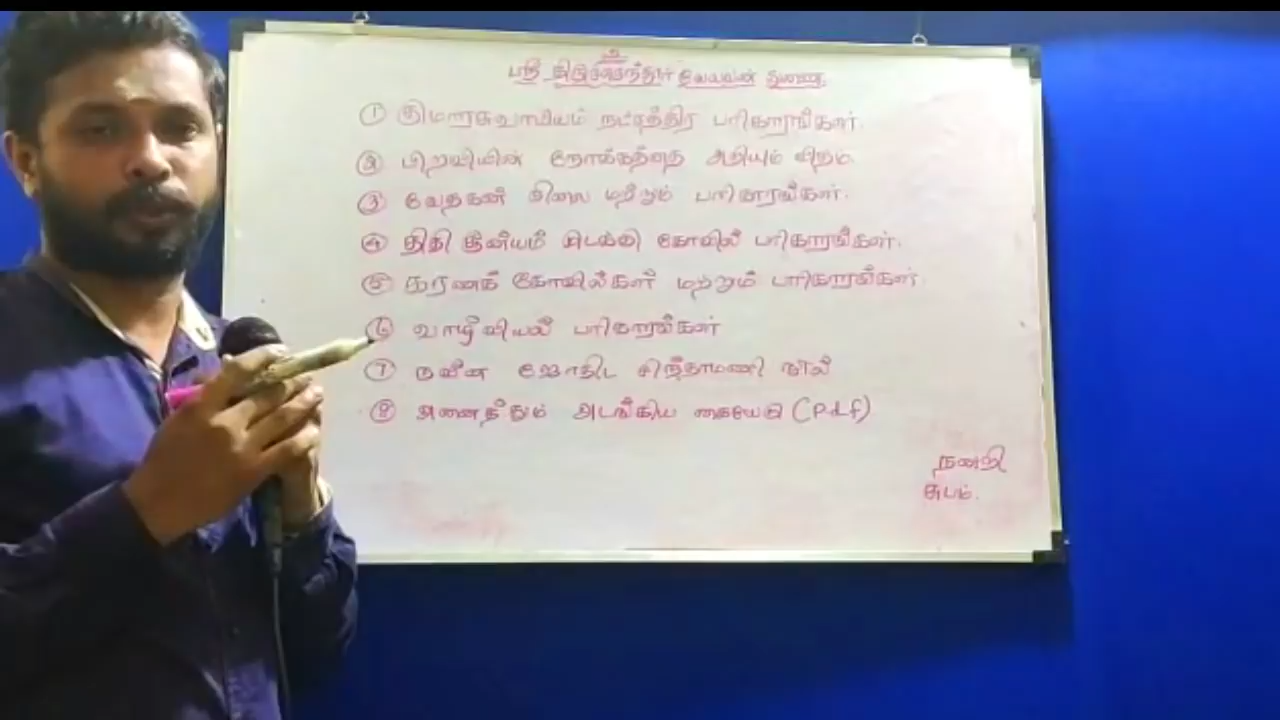 உ
ஸ்ரீ திருச்செந்தூர் வேலவன் துணை
① குமாரசுவாமியம் நட்சத்திர பரிகாரங்கள்.
② பிறவியின் நோக்கத்தை அறியும் விதம்.
③ வேதகன் நிலை மற்றும் பரிகாரங்கள்.
④ திதி சூன்யம் கோவில் பரிகாரங்கள்.
⑤ கரணக் கோவில்கள் மற்றும் பரிகாரங்கள்.
⑥ வாழ்வியல் பரிகாரங்கள்
⑦ நவீன ஜோதிட சிந்தாமணி நூல்
⑧ அனைத்தும் அடங்கிய கையேடு (Pdf)
நன்றி
சுபம்.